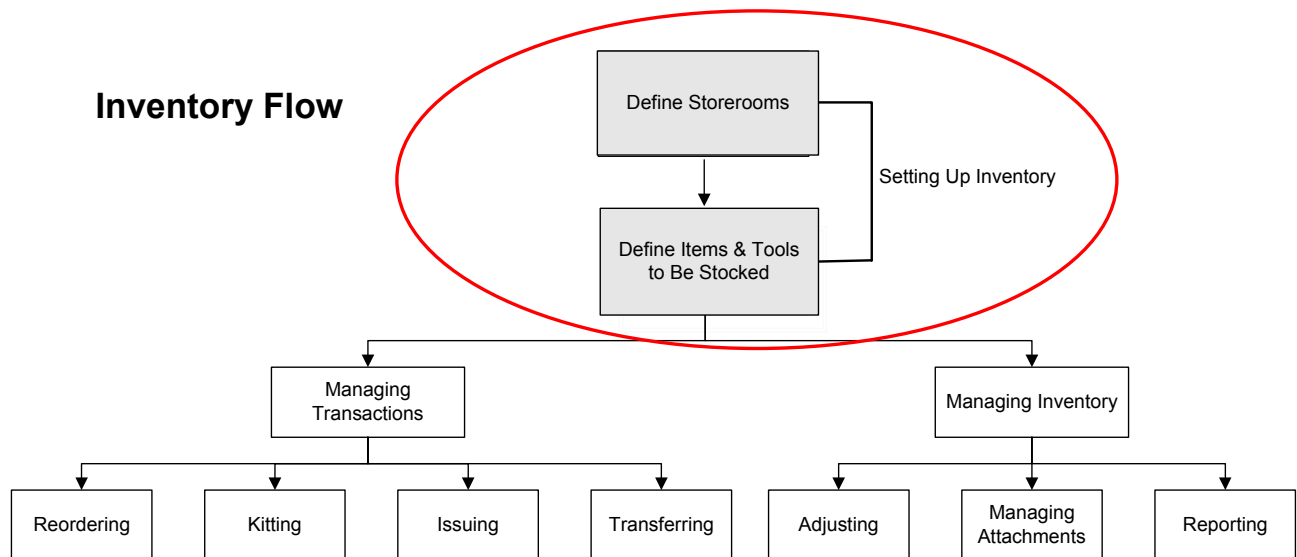 Inventory Flow
Define Storerooms
Setting Up Inventory
Define Items & Tools
to Be Stocked
Managing
Transactions
Managing Inventory
Reordering
Kitting
Issuing
Transferring
Adjusting
Managing
Attachments
Reporting